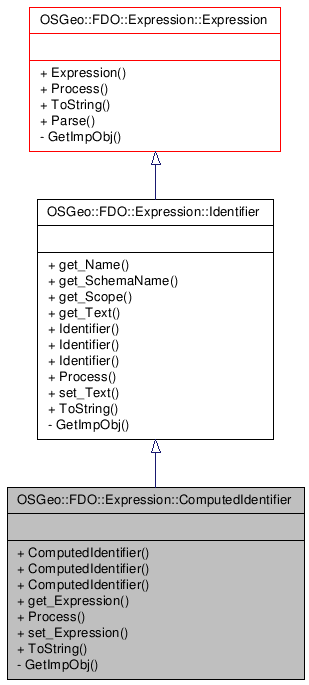 OSGeo::FDO::Expression::Expression
+ Expression()
+ Process()
+ ToString()
+ Parse()
- GetImpObj()
OSGeo::FDO::Expression::Identifier
+ get_Name()
+ get_SchemaName()
+ get_Scope()
+ get_Text()
+ Identifier()
+ Identifier()
+ Identifier()
+ Process()
+ set_Text()
+ ToString()
- GetImpObj()
OSGeo::FDO::Expression::ComputedIdentifier
+ ComputedIdentifier()
+ ComputedIdentifier()
+ ComputedIdentifier()
+ get_Expression()
+ Process()
+ set_Expression()
+ ToString()
- GetImpObj()